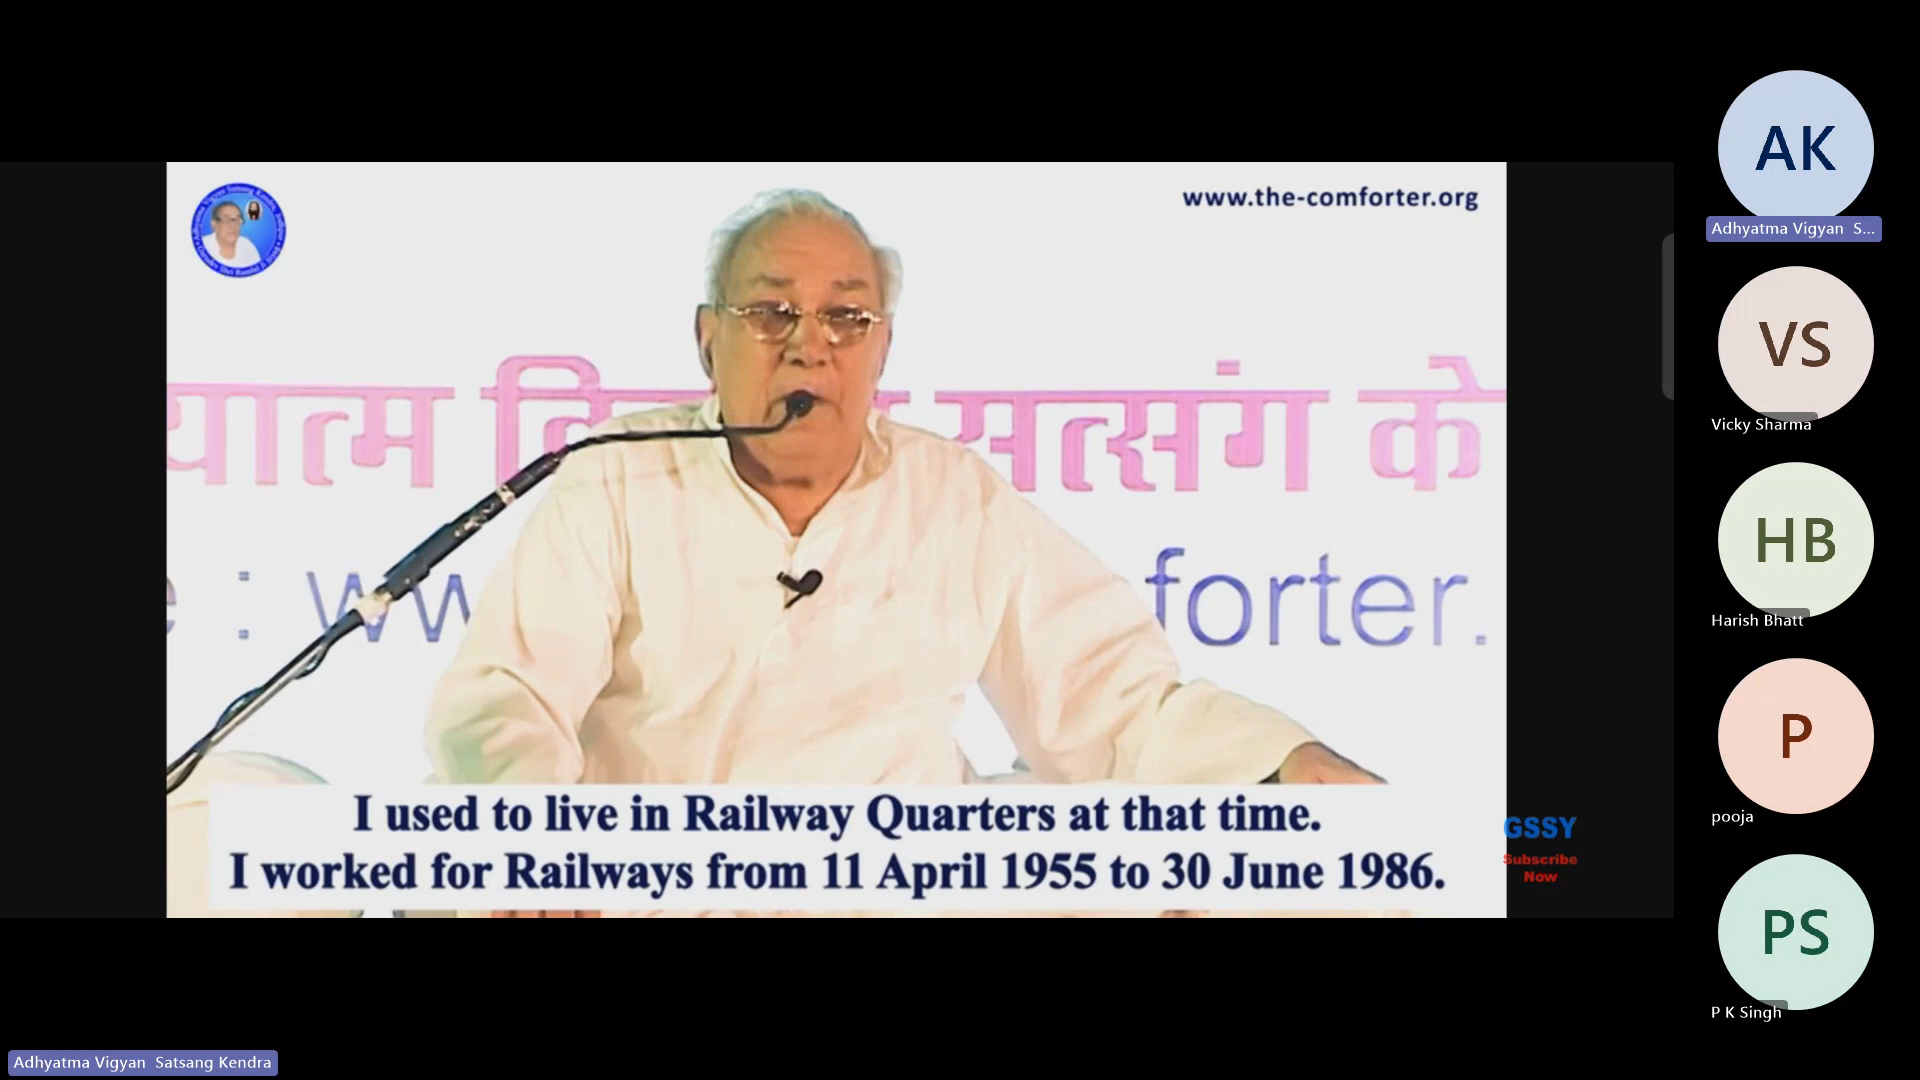 www.the-comforter.org
यात्म वि सत्संग के
: ww forter.
I used to live in Railway Quarters at that time.
I worked for Railways from 11 April 1955 to 30 June 1986.
GSSY
Subscribe
Now
AK
Adhyatma Vigyan S...
VS
Vicky Sharma
HB
Harish Bhatt
P
pooja
PS
P K Singh
Adhyatma Vigyan Satsang Kendra